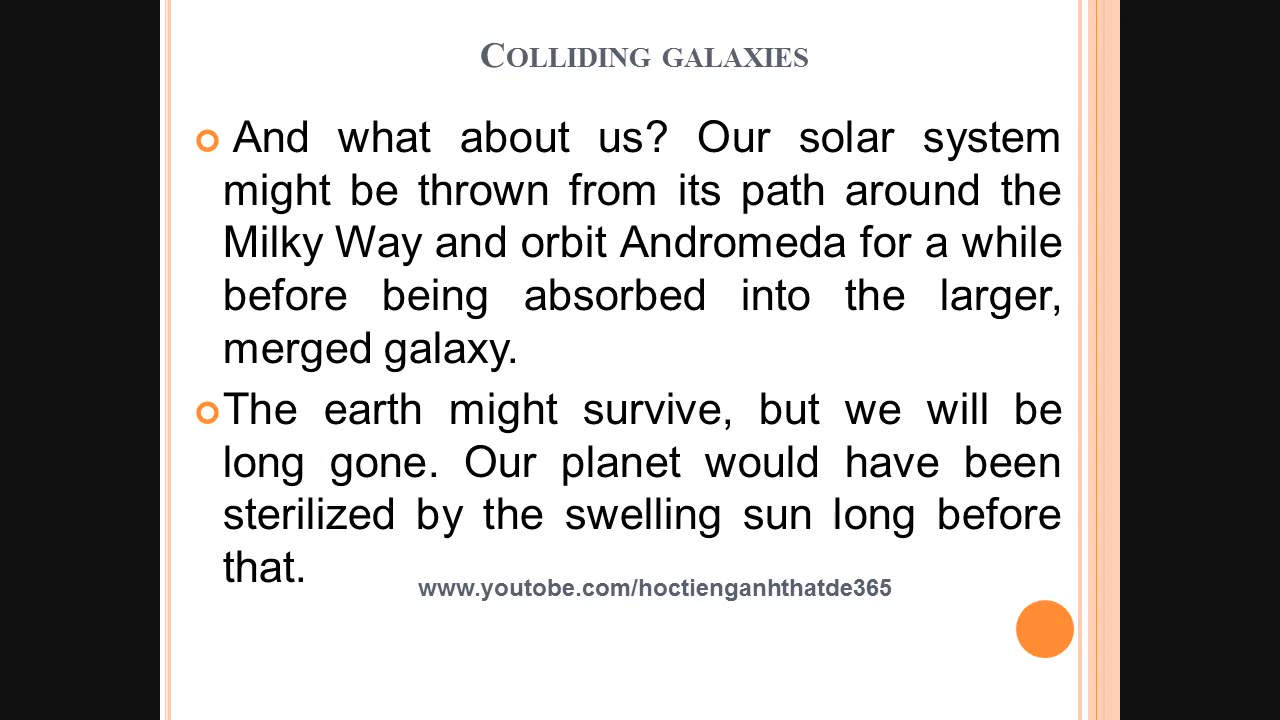 COLLIDING GALAXIES
And what about us? Our solar system
might be thrown from its path around the
Milky Way and orbit Andromeda for a while
before being absorbed into the larger,
merged galaxy.
The earth might survive, but we will be
long gone. Our planet would have been
sterilized by the swelling sun long before
that.
www.youtobe.com/hoctienganhthatde365